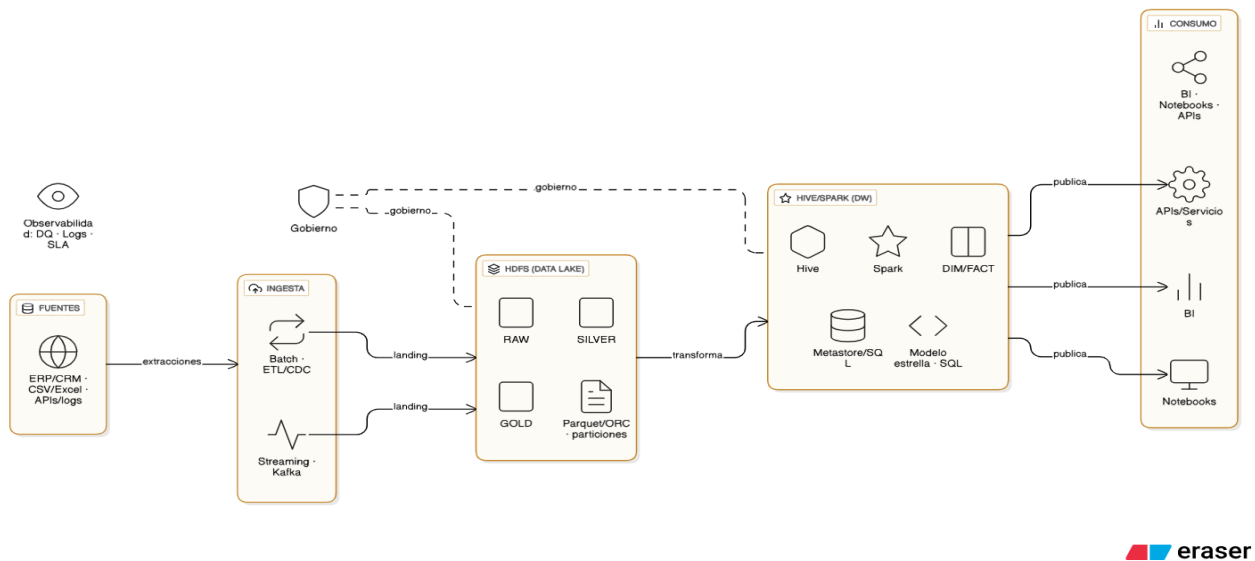 CONSUMO
BI ·
Notebooks ·
APIs
publica
APIs/Servicio
s
publica
BI
publica
Notebooks
Observabilida
d: DQ · Logs ·
SLA
Gobierno
gobierno
gobierno
HIVE/SPARK (DW)
Hive
Spark
DIM/FACT
Metastore/SQ
L
Modelo
estrella · SQL
FUENTES
ERP/CRM ·
CSV/Excel ·
APIs/logs
extracciones
INGESTA
Batch ·
ETL/CDC
Streaming ·
Kafka
landing
landing
HDFS (DATA LAKE)
RAW
SILVER
GOLD
Parquet/ORC
· particiones
transforma
eraser